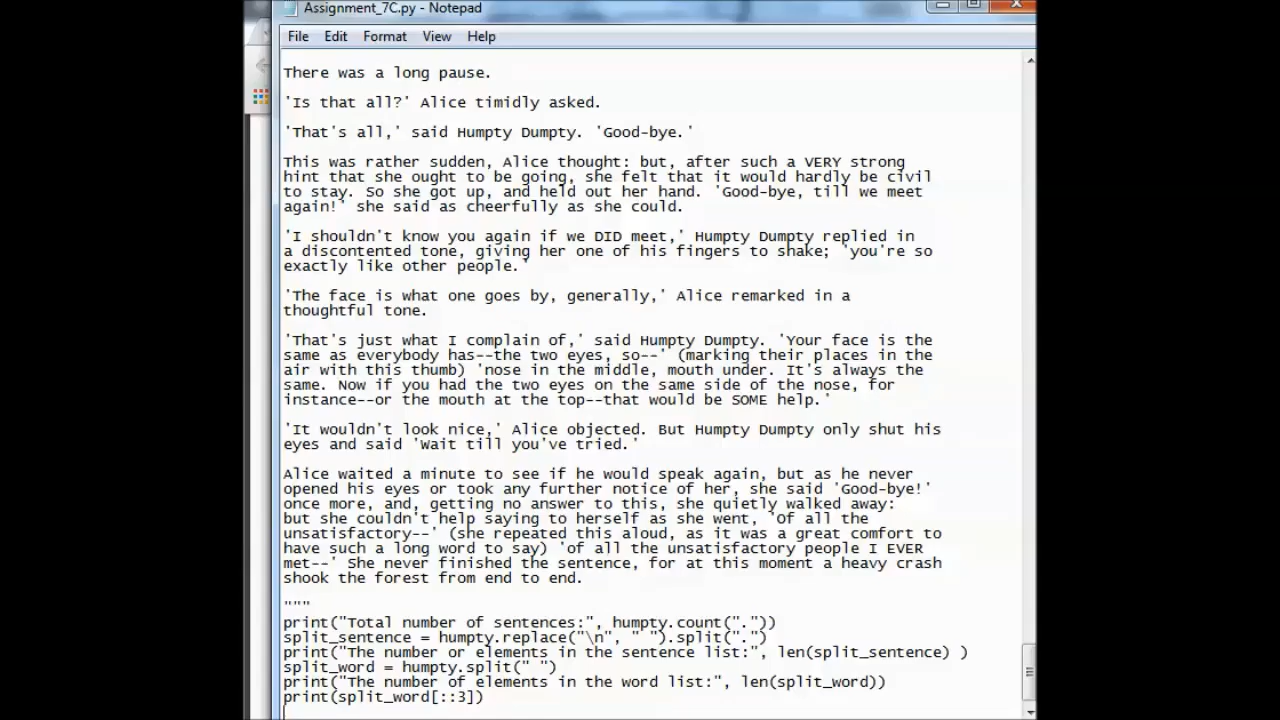 Assignment_7C.py - Notepad
File Edit Format View Help
There was a long pause.
'Is that all?' Alice timidly asked.
'That's all,' said Humpty Dumpty. 'Good-bye.'
This was rather sudden, Alice thought: but, after such a VERY strong
hint that she ought to be going, she felt that it would hardly be civil
to stay. So she got up, and held out her hand. 'Good-bye, till we meet
again!' she said as cheerfully as she could.
'I shouldn't know you again if we DID meet,' Humpty Dumpty replied in
a discontented tone, giving her one of his fingers to shake; 'you're so
exactly like other people.'
'The face is what one goes by, generally,' Alice remarked in a
thoughtful tone.
'That's just what I complain of,' said Humpty Dumpty. 'Your face is the
same as everybody has--the two eyes, so--' (marking their places in the
air with this thumb) 'nose in the middle, mouth under. It's always the
same. Now if you had the two eyes on the same side of the nose, for
instance--or the mouth at the top--that would be SOME help.'
'It wouldn't look nice,' Alice objected. But Humpty Dumpty only shut his
eyes and said 'Wait till you've tried.'
Alice waited a minute to see if he would speak again, but as he never
opened his eyes or took any further notice of her, she said 'Good-bye!'
once more, and, getting no answer to this, she quietly walked away:
but she couldn't help saying to herself as she went, 'Of all the
unsatisfactory--' (she repeated this aloud, as it was a great comfort to
have such a long word to say) 'of all the unsatisfactory people I EVER
met--' She never finished the sentence, for at this moment a heavy crash
shook the forest from end to end.
"""
print("Total number of sentences:", humpty.count("."))
split_sentence = humpty.replace("\n", " ").split(".")
print("The number or elements in the sentence list:", len(split_sentence) )
split_word = humpty.split(" ")
print("The number of elements in the word list:", len(split_word))
print(split_word[::3])